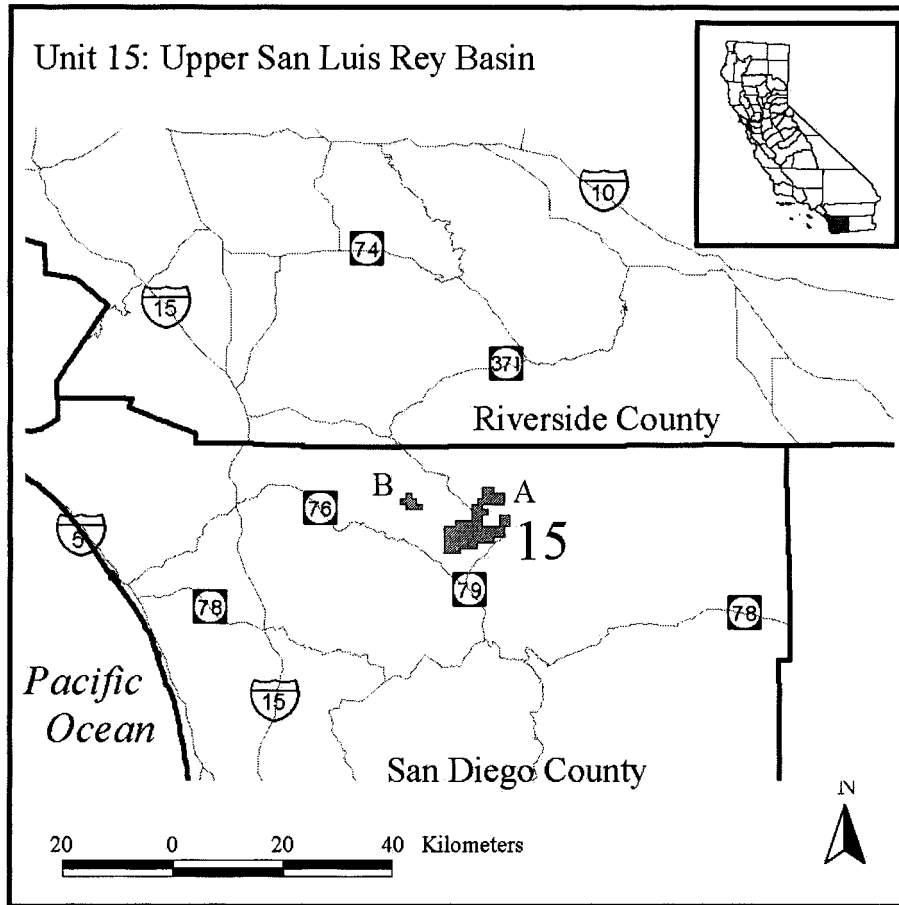 Unit 15: Upper San Luis Rey Basin
10
74
15
371
Riverside County
B
A
76
15
5
79
78
78
Pacific
Ocean
15
San Diego County
N
20 0 20 40 Kilometers